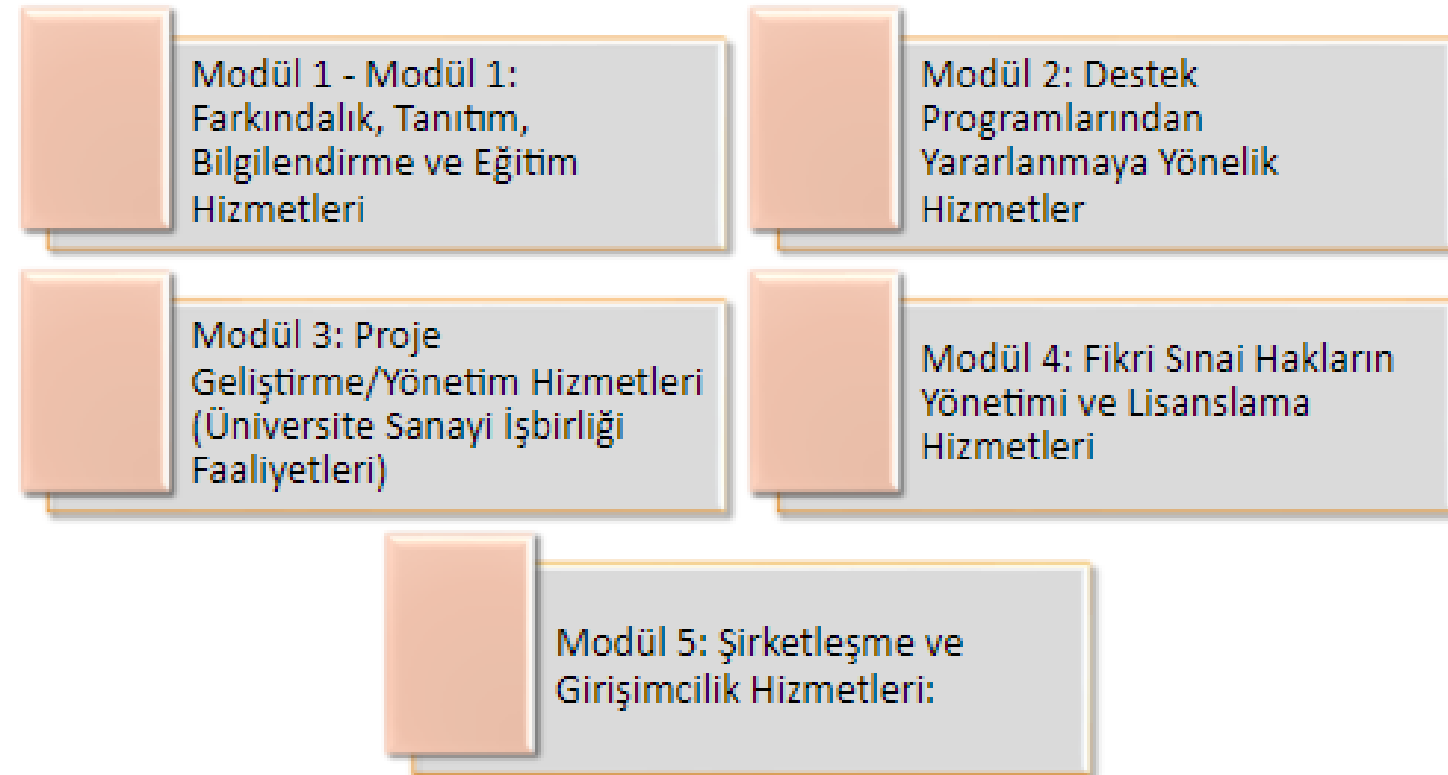 Modül 1 - Modül 1:
Farkındalık, Tanıtım,
Bilgilendirme ve Eğitim
Hizmetleri
Modül 2: Destek
Programlarından
Yararlanmaya Yönelik
Hizmetler
Modül 3: Proje
Geliştirme/Yönetim Hizmetleri
(Üniversite Sanayi İşbirliği
Faaliyetleri)
Modül 4: Fikri Sınai Hakların
Yönetimi ve Lisanslama
Hizmetleri
Modül 5: Şirketleşme ve
Girişimcilik Hizmetleri: